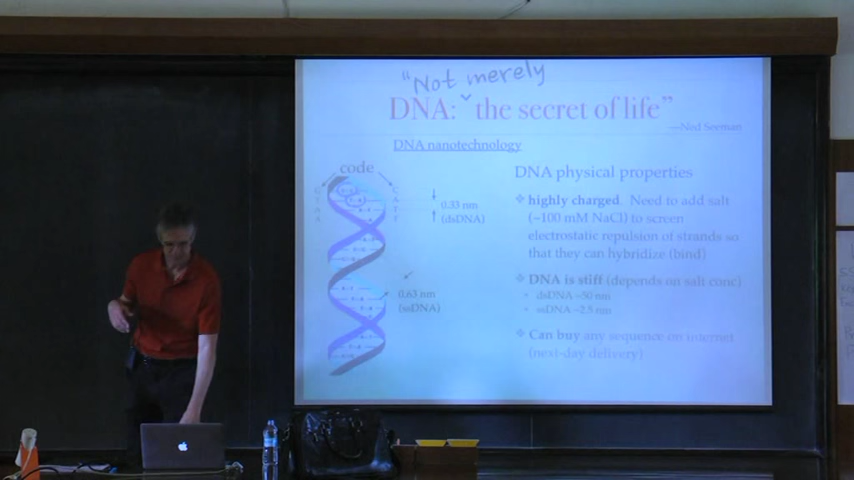 "Not merely
DNA: ˅ the secret of life"
—Ned Seeman
DNA nanotechnology
code
0.33 nm
(dsDNA)
0.63 nm
(ssDNA)
DNA physical properties
❖ highly charged. Need to add salt
(~100 mM NaCl) to screen
electrostatic repulsion of strands so
that they can hybridize (bind)
❖ DNA is stiff (depends on salt conc)
• dsDNA ~50 nm
• ssDNA ~2.8 nm
❖ Can buy any sequence on internet
(next-day delivery)